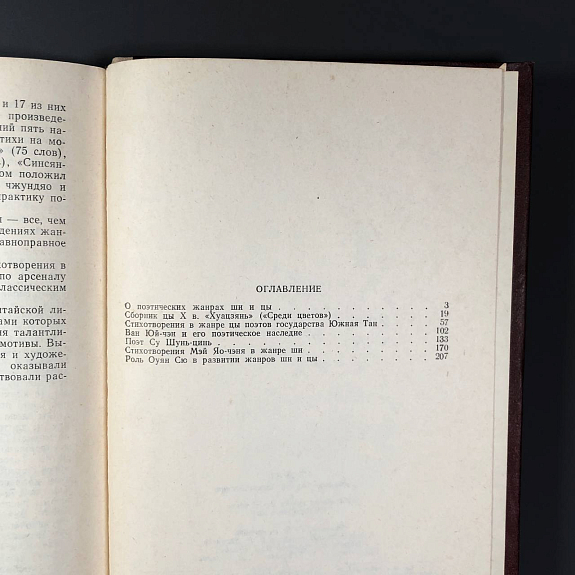 и 17 из них
произведе-
ний пять на-
тихи на мо-
» (75 слов),
), «Синсян-
ом положил
чжундяо и
рактику по-
— все, чем
дениях жан-
авноправное
хотворения в
по арсеналу
лассическим
итайской ли-
ами которых
ия талантли-
мотивы. Вы-
я и художе-
оказывали
ствовали рас-
ОГЛАВЛЕНИЕ
О поэтических жанрах ши и цы . . . . . . . . . . . 3
Сборник цы X в. «Хуацзянь» («Среди цветов») . . . . . . . 19
Стихотворения в жанре цы поэтов государства Южная Тан . . . . 57
Ван Юй-чэн и его поэтическое наследие . . . . . . . . . 102
Поэт Су Шунь-цинь . . . . . . . . . . . . . . 133
Стихотворения Мэй Яо-чэня в жанре ши . . . . . . . . . 170
Роль Оуян Сю в развитии жанров ши и цы . . . . . . . . 207